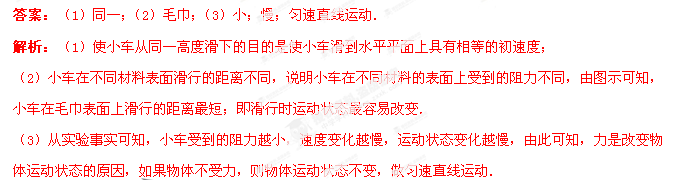 答案：（1）同一；（2）毛巾；（3）小；慢；匀速直线运动．
解析：（1）使小车从同一高度滑下的目的是使小车滑到水平平面上具有相等的初速度；
（2）小车在不同材料表面滑行的距离不同，说明小车在不同材料的表面上受到的阻力不同，由图示可知，
小车在毛巾表面上滑行的距离最短；即滑行时运动状态最容易改变．
（3）从实验事实可知，小车受到的阻力越小，速度变化越慢，运动状态变化越慢，由此可知，力是改变物
体运动状态的原因，如果物体不受力，则物体运动状态不变，做匀速直线运动．